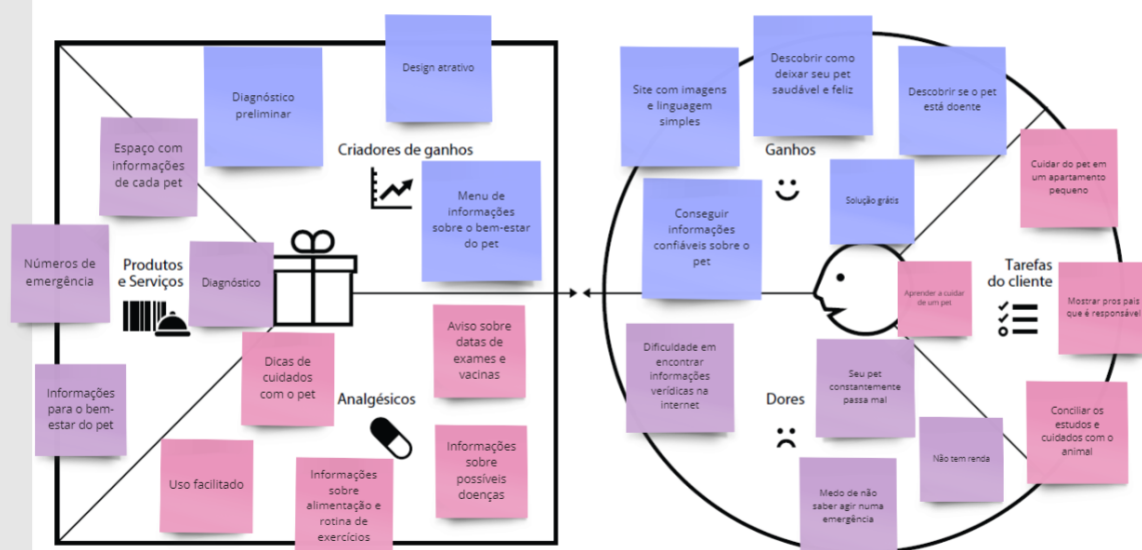 Design atrativo
Diagnóstico
preliminar
Criadores de ganhos
Espaço com
informações
de cada pet
Menu de
informações
sobre o bem-estar
do pet
Números de
emergência
Produtos
e Serviços
Diagnóstico
Informações
para o bem-
estar do pet
Dicas de
cuidados
com o pet
Aviso sobre
datas de
exames e
vacinas
Analgésicos
Uso facilitado
Informações
sobre
alimentação e
rotina de
exercícios
Informações
sobre
possíveis
doenças
Site com imagens
e linguagem
simples
Descobrir como
deixar seu pet
saudável e feliz
Descobrir se o pet
está doente
Ganhos
Solução grátis
Conseguir
informações
confiáveis sobre o
pet
Cuidar do pet em
um apartamento
pequeno
Tarefas
do cliente
Aprender a cuidar
de um pet
Mostrar pros pais
que é responsável
Conciliar os
estudos e
cuidados com o
animal
Dificuldade em
encontrar
informações
verídicas na
internet
Dores
Seu pet
constantemente
passa mal
Não tem renda
Medo de não
saber agir numa
emergência